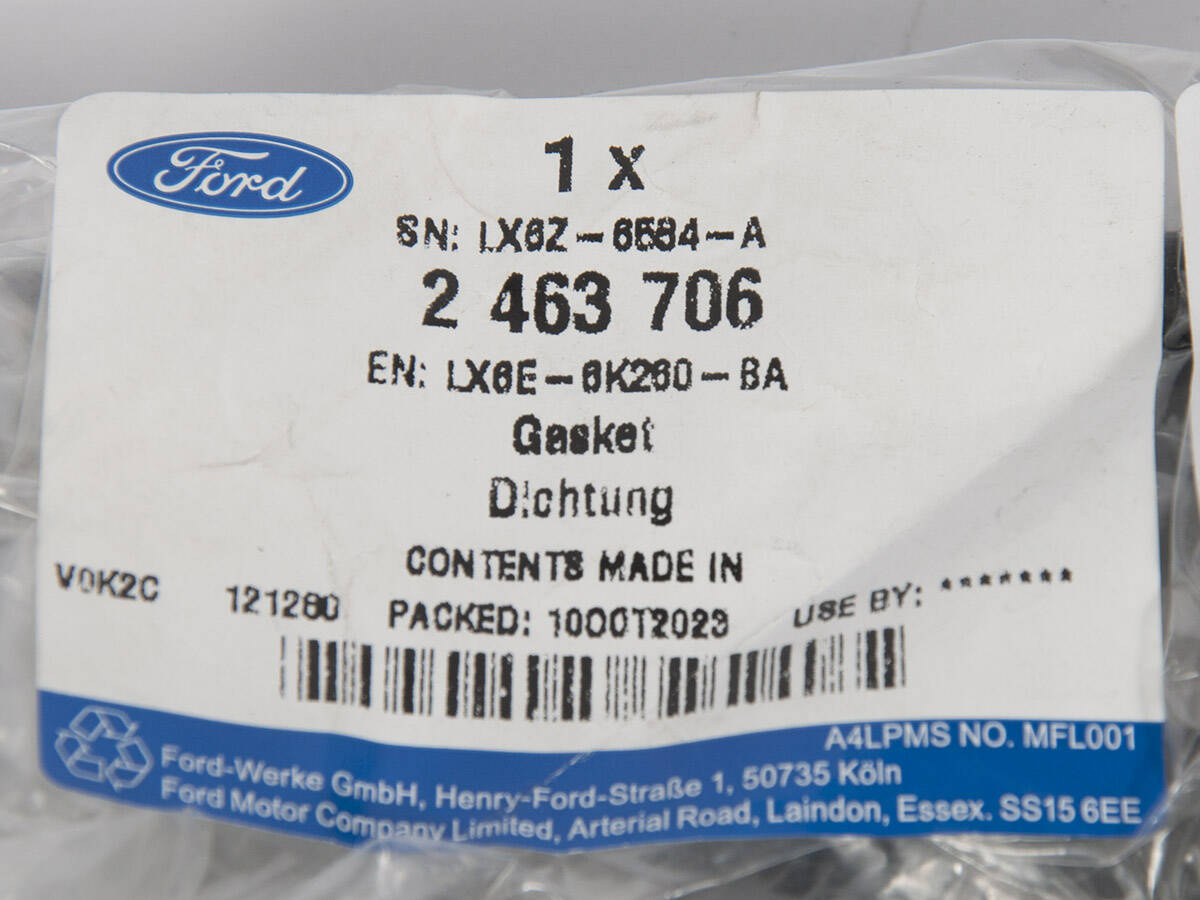 Ford
1 x
SN: LX6Z-6584-A
2 463 706
EN: LX6E-6K260-BA
Gasket
Dichtung
CONTENTS MADE IN
V0K2C 121260 PACKED: 10OCT2023 USE BY: *******
A4LPMS NO. MFL001
Ford-Werke GmbH, Henry-Ford-Straße 1, 50735 Köln
Ford Motor Company Limited, Arterial Road, Laindon, Essex. SS15 6EE